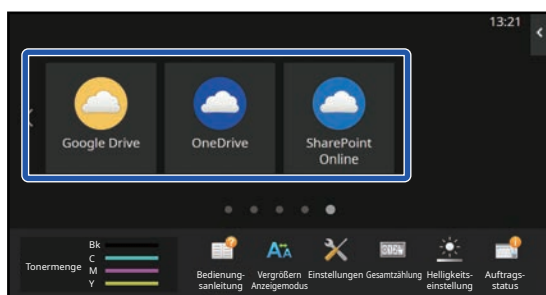 13:21
Google Drive
OneDrive
SharePoint
Online
Tonermenge
Bk
C
M
Y
Bedienung-
sanleitung
Vergrößern
Anzeigemodus
Einstellungen
Gesamtzählung
Helligkeits-
einstellung
Auftrags-
status